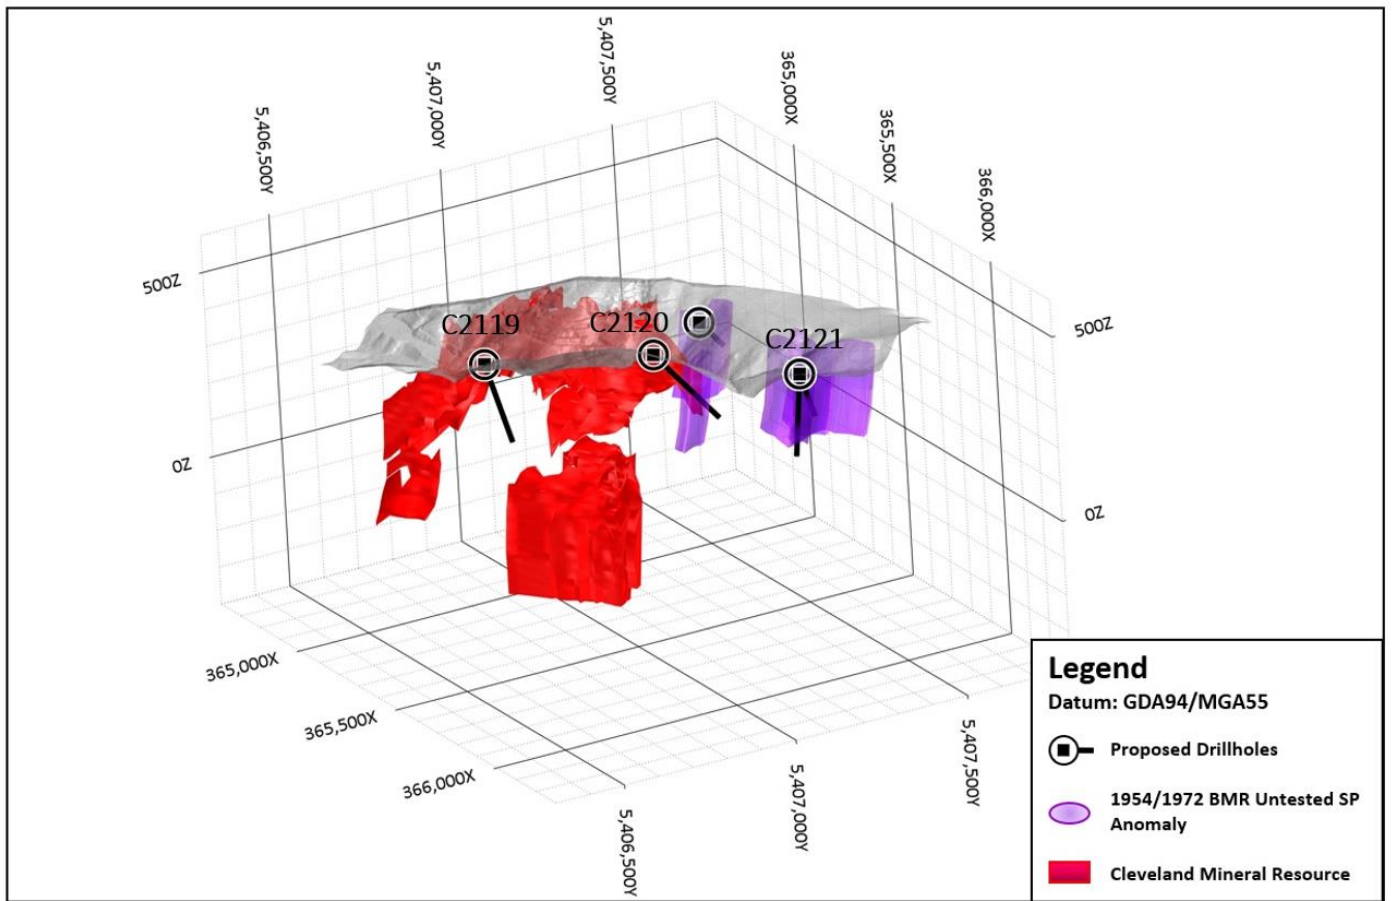 5,407,500Y
365,000X
5,407,000Y
365,500X
5,406,500Y
366,000X
500Z
500Z
C2119
C2120
C2121
0Z
0Z
365,000X
365,500X
366,000X
5,407,500Y
5,407,000Y
5,406,500Y
Legend
Datum: GDA94/MGA55
Proposed Drillholes
1954/1972 BMR Untested SP
Anomaly
Cleveland Mineral Resource